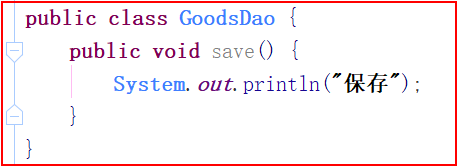 public class GoodsDao {
    public void save() {
        System.out.println("保存");
    }
}